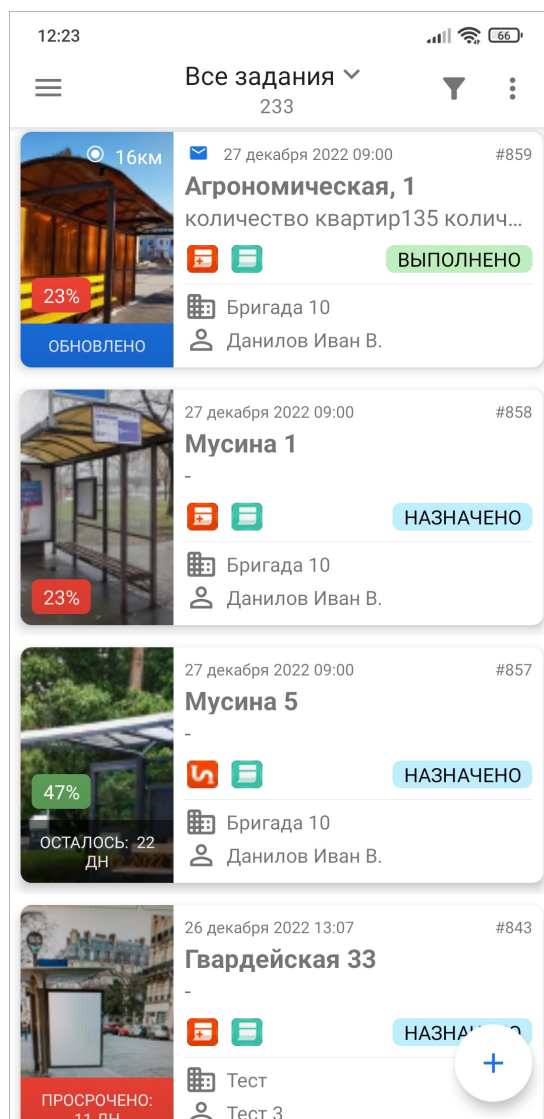 12:23
66
Все задания
233
16км
27 декабря 2022 09:00
#859
Агрономическая, 1
количество квартир135 колич...
23%
ВЫПОЛНЕНО
ОБНОВЛЕНО
Бригада 10
Данилов Иван В.
27 декабря 2022 09:00
#858
Мусина 1
-
23%
НАЗНАЧЕНО
Бригада 10
Данилов Иван В.
27 декабря 2022 09:00
#857
Мусина 5
-
47%
НАЗНАЧЕНО
ОСТАЛОСЬ: 22
ДН
Бригада 10
Данилов Иван В.
26 декабря 2022 13:07
#843
Гвардейская 33
-
ПРОСРОЧЕНО:
11 ДН
Тест
Тест 3